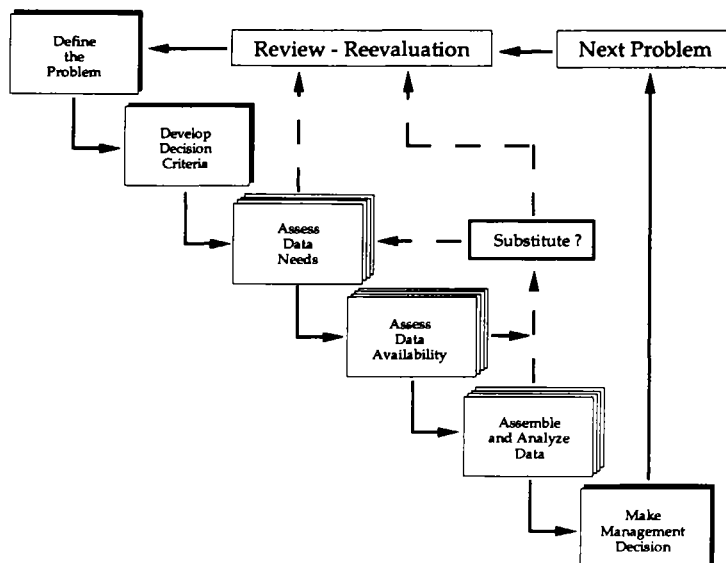 Define
the
Problem
Review - Reevaluation
Next Problem
Develop
Decision
Criteria
Assess
Data
Needs
Substitute ?
Assess
Data
Availability
Assemble
and Analyze
Data
Make
Management
Decision